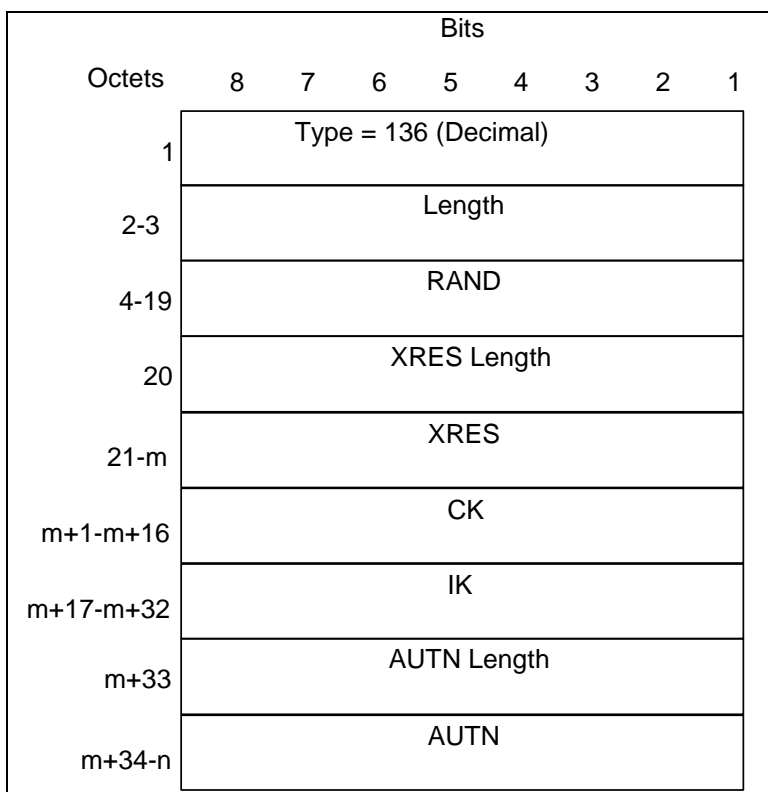 Bits
Octets 8 7 6 5 4 3 2 1
1 Type = 136 (Decimal)
2-3 Length
4-19 RAND
20 XRES Length
21-m XRES
m+1-m+16 CK
m+17-m+32 IK
m+33 AUTN Length
m+34-n AUTN